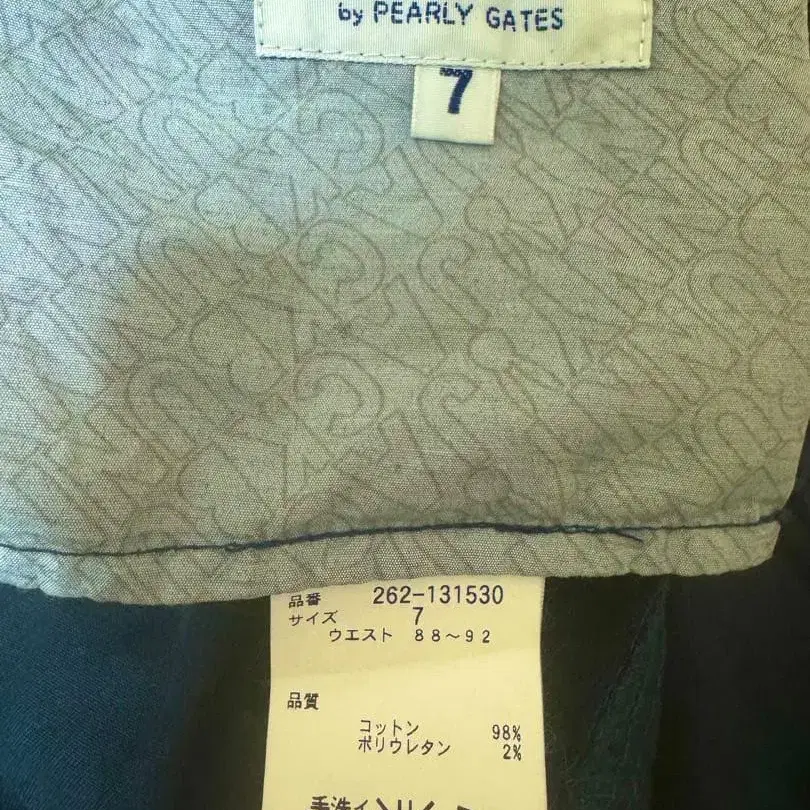 by PEARLY GATES
7
品番 262-131530
サイズ 7
ウエスト 88~92
品質
コットン 98%
ポリウレタン 2%